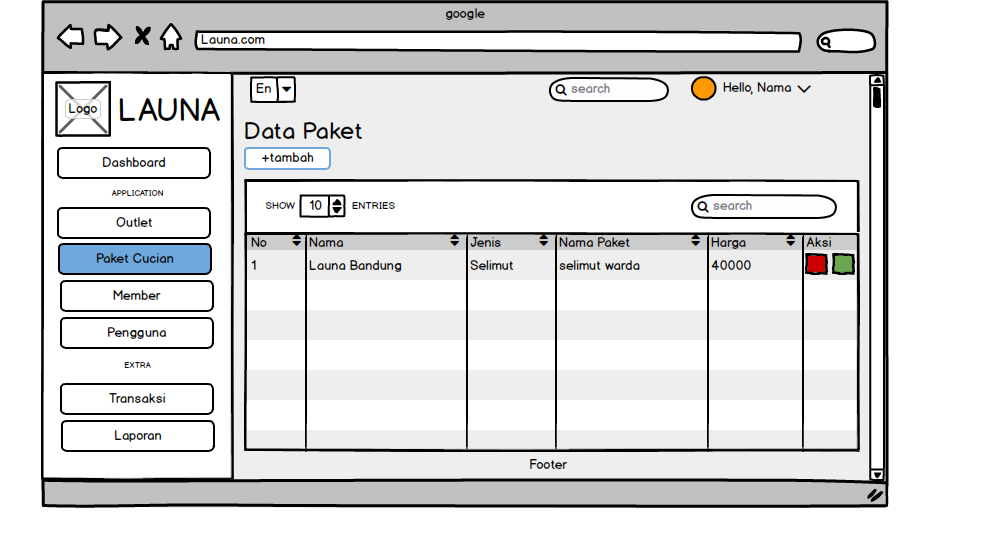 google
Launa.com
Logo
LAUNA
En
search
Hello, Nama
Data Paket
+tambah
Dashboard
APPLICATION
Outlet
Paket Cucian
Member
Pengguna
EXTRA
Transaksi
Laporan
SHOW 10 ENTRIES
search
No Nama Jenis Nama Paket Harga Aksi
1 Launa Bandung Selimut selimut warda 40000
Footer